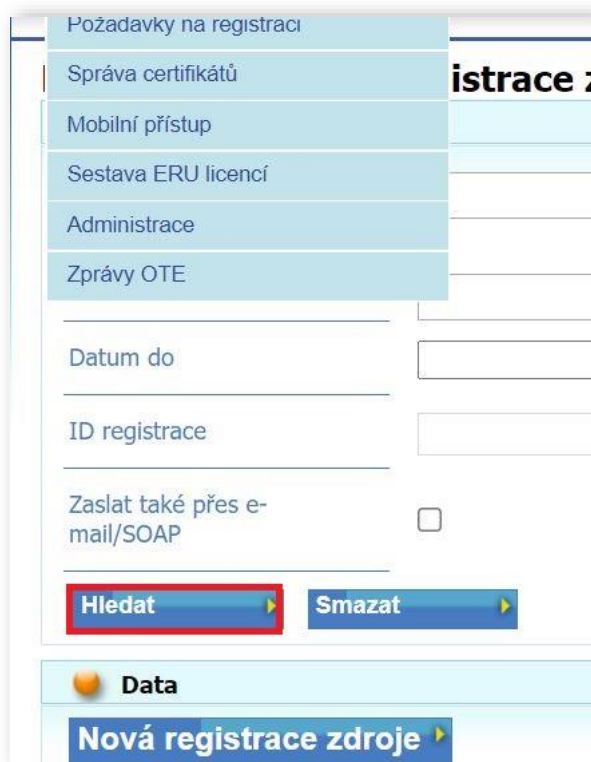 Požadavky na registraci
Správa certifikátů
istrace z
Mobilní přístup
Sestava ERU licencí
Administrace
Zprávy OTE
Datum do
ID registrace
Zaslat také přes e-
mail/SOAP
Hledat
Smazat
Data
Nová registrace zdroje